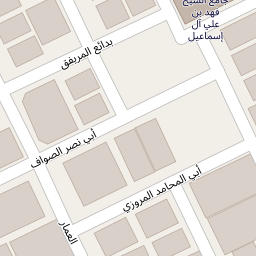 جامع الشيخ
فهد بن
علي آل
إسماعيل
بدائع المريفق
أبي نصر الصواف
أبي المحامد المروزي
العمار